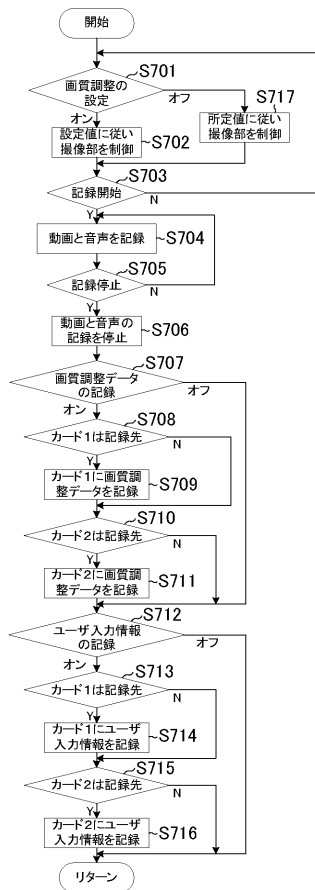 開始
画質調整の
設定
S701
オフ
オン
設定値に従い
撮像部を制御
S702
S717
所定値に従い
撮像部を制御
S703
記録開始
N
Y
動画と音声を記録
S704
S705
記録停止
N
Y
動画と音声の
記録を停止
S706
S707
画質調整データ
の記録
オフ
オン
S708
カード1は記録先
N
Y
カード1に画質調
整データを記録
S709
S710
カード2は記録先
N
Y
カード2に画質調
整データを記録
S711
S712
ユーザ入力情報
の記録
オフ
オン
S713
カード1は記録先
N
Y
カード1にユーザ
入力情報を記録
S714
S715
カード2は記録先
N
Y
カード2にユーザ
入力情報を記録
S716
リターン